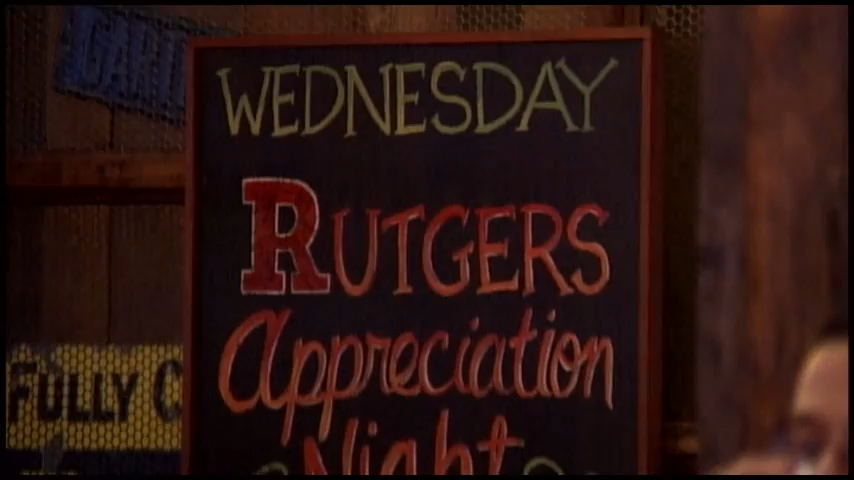 WEDNESDAY
RUTGERS
Appreciation
Night
FULLY